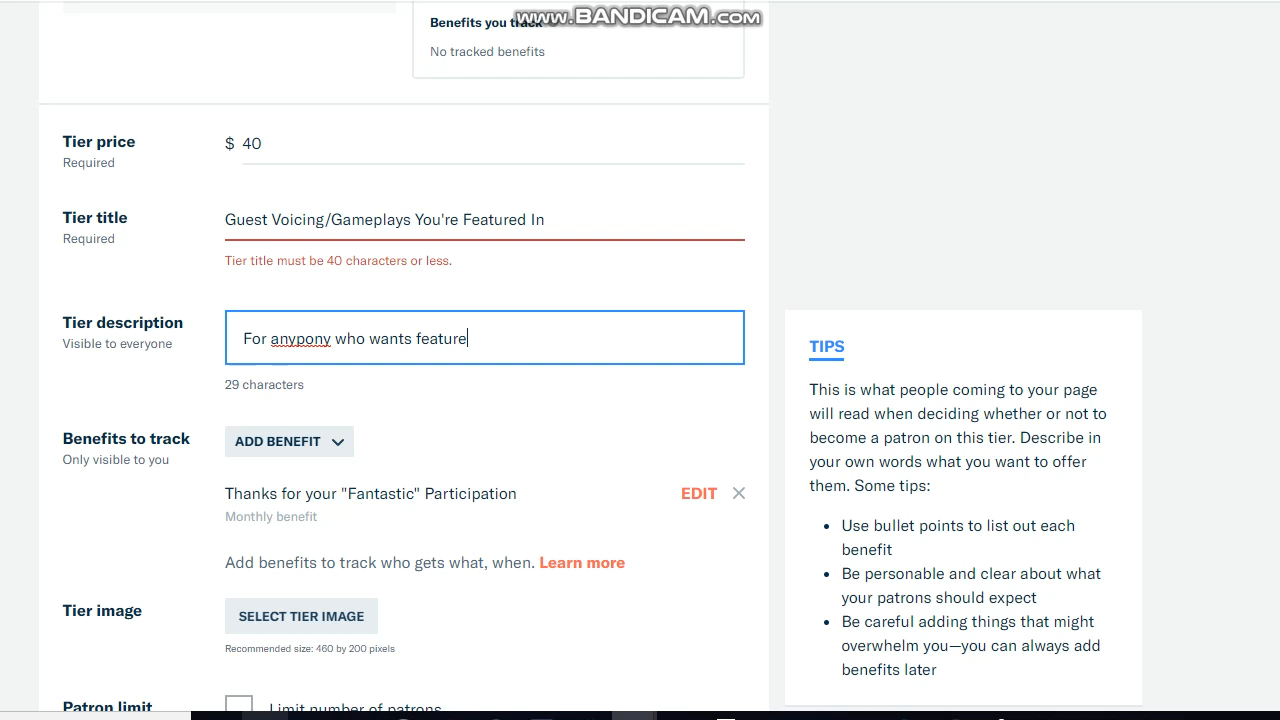 www.BANDICAM.com
Benefits you track
No tracked benefits
Tier price
Required
$ 40
Tier title
Required
Guest Voicing/Gameplays You're Featured In
Tier title must be 40 characters or less.
Tier description
Visible to everyone
For anypony who wants feature
29 characters
Benefits to track
Only visible to you
ADD BENEFIT
Thanks for your "Fantastic" Participation
EDIT
Monthly benefit
Add benefits to track who gets what, when. Learn more
Tier image
SELECT TIER IMAGE
Recommended size: 460 by 200 pixels
Patron limit
Limit number of patrons
TIPS
This is what people coming to your page
will read when deciding whether or not to
become a patron on this tier. Describe in
your own words what you want to offer
them. Some tips:
• Use bullet points to list out each
benefit
• Be personable and clear about what
your patrons should expect
• Be careful adding things that might
overwhelm you—you can always add
benefits later